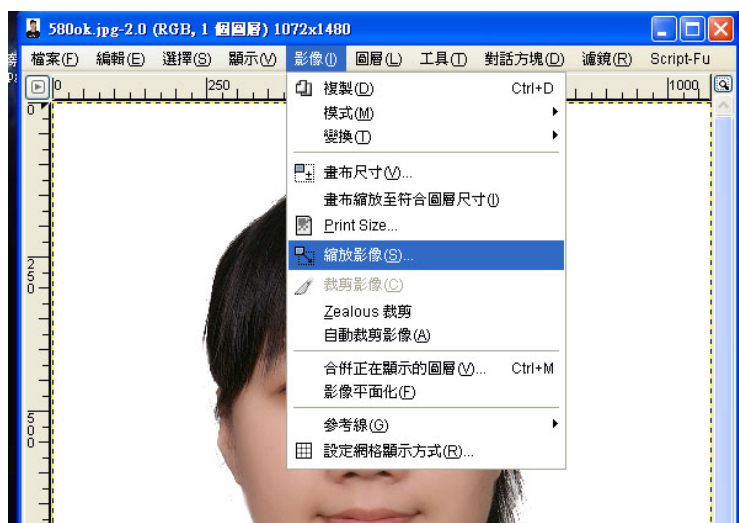 580ok.jpg-2.0 (RGB, 1 個圖層) 1072x1480
檔案(F) 編輯(E) 選擇(S) 顯示(V) 影像(I) 圖層(L) 工具(T) 對話方塊(D) 濾鏡(R) Script-Fu
0 250 1000
0
複製(D) Ctrl+D
模式(M)
變換(T)
畫布尺寸(V)...
畫布縮放至符合圖層尺寸(I)
Print Size...
縮放影像(S)...
250
裁剪影像(C)
Zealous 裁剪
自動裁剪影像(A)
合併正在顯示的圖層(V)... Ctrl+M
影像平面化(F)
500
參考線(G)
設定網格顯示方式(R)...